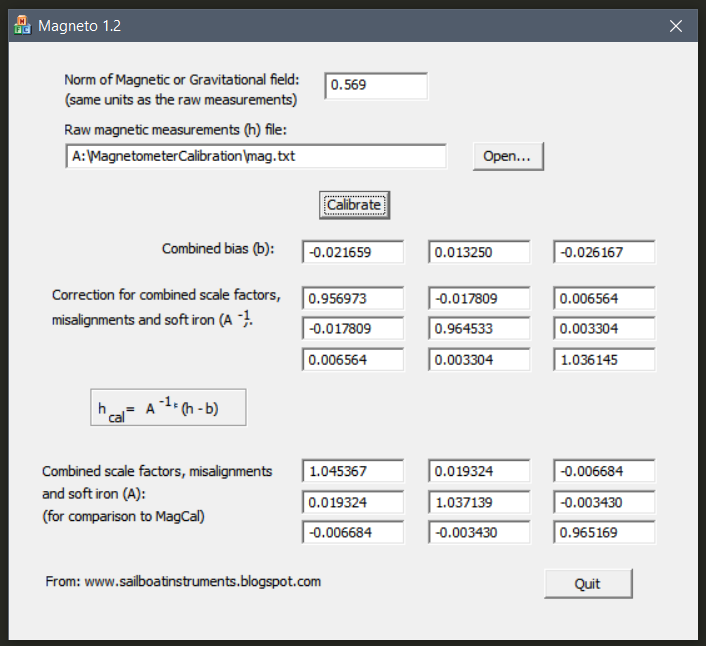 Magneto 1.2
Norm of Magnetic or Gravitational field:
0.569
(same units as the raw measurements)
Raw magnetic measurements (h) file:
A:\MagnetometerCalibration\mag.txt
Open...
Calibrate
Combined bias (b):
-0.021659 0.013250 -0.026167
Correction for combined scale factors,
misalignments and soft iron (A -1,.
0.956973 -0.017809 0.006564
-0.017809 0.964533 0.003304
0.006564 0.003304 1.036145
h cal = A -1 * (h - b)
Combined scale factors, misalignments
and soft iron (A):
(for comparison to MagCal)
1.045367 0.019324 -0.006684
0.019324 1.037139 -0.003430
-0.006684 -0.003430 0.965169
From: www.sailboatinstruments.blogspot.com
Quit